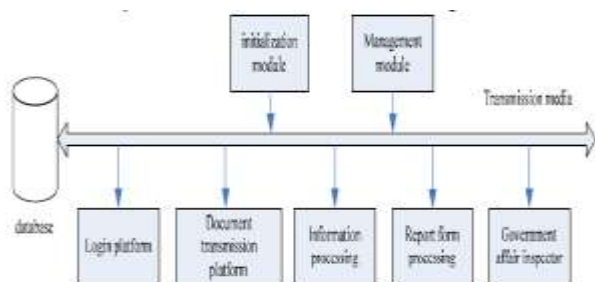 initialization
module
Management
module
Transmission media
database
Login platform
Document
transmission
platform
Information
processing
Report form
processing
Government
affair inspector